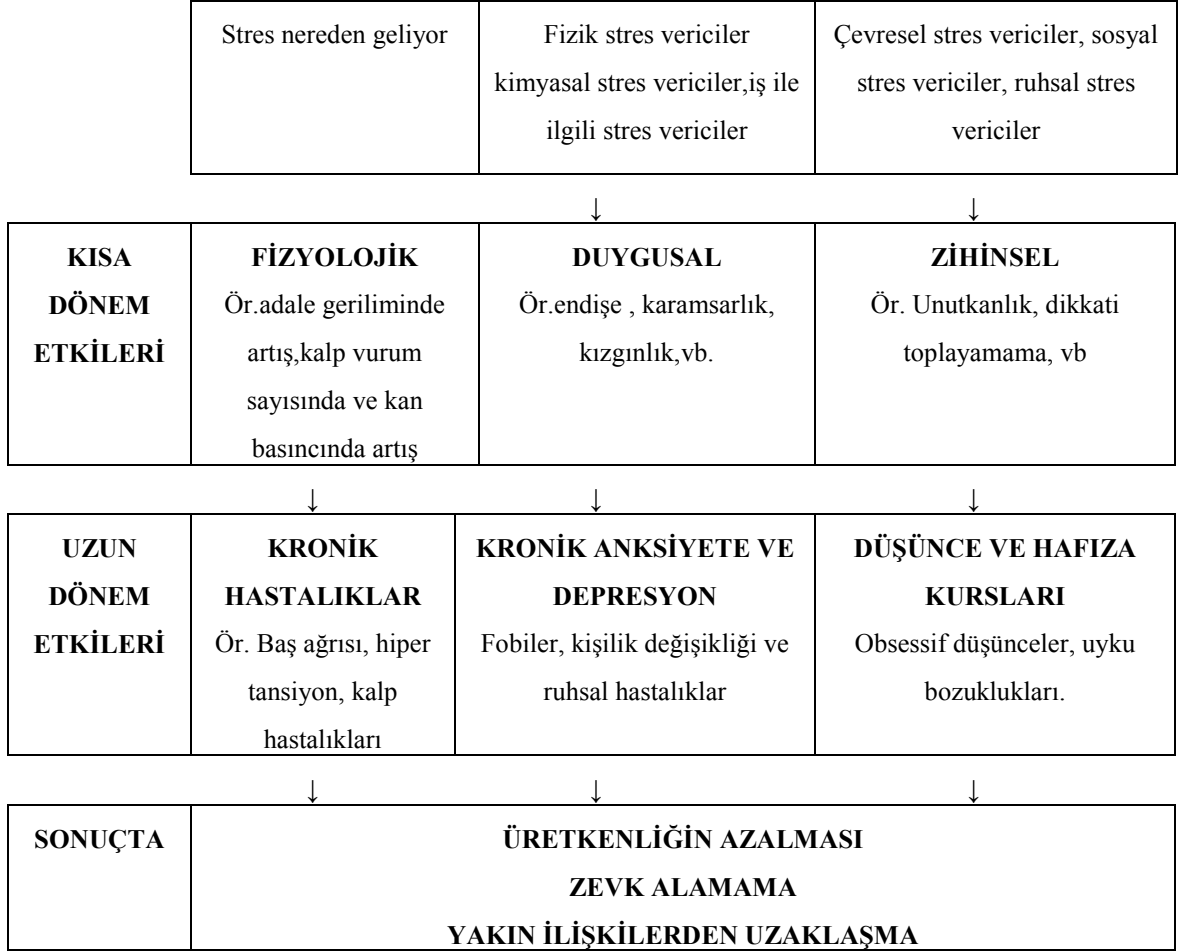 Stres nereden geliyor
Fizik stres vericiler
kimyasal stres vericiler,iş ile
ilgili stres vericiler
Çevresel stres vericiler, sosyal
stres vericiler, ruhsal stres
vericiler
↓ ↓
KISA
DÖNEM
ETKİLERİ
FİZYOLOJİK
Ör.adale geriliminde
artış,kalp vurum
sayısında ve kan
basıncında artış
DUYGUSAL
Ör.endişe , karamsarlık,
kızgınlık,vb.
ZİHİNSEL
Ör. Unutkanlık, dikkati
toplayamama, vb
↓ ↓ ↓
UZUN
DÖNEM
ETKİLERİ
KRONİK
HASTALIKLAR
Ör. Baş ağrısı, hiper
tansiyon, kalp
hastalıkları
KRONİK ANKSİYETE VE
DEPRESYON
Fobiler, kişilik değişikliği ve
ruhsal hastalıklar
DÜŞÜNCE VE HAFIZA
KURSLARI
Obsessif düşünceler, uyku
bozuklukları.
↓ ↓ ↓
SONUÇTA
ÜRETKENLİĞİN AZALMASI
ZEVK ALAMAMA
YAKIN İLİŞKİLERDEN UZAKLAŞMA